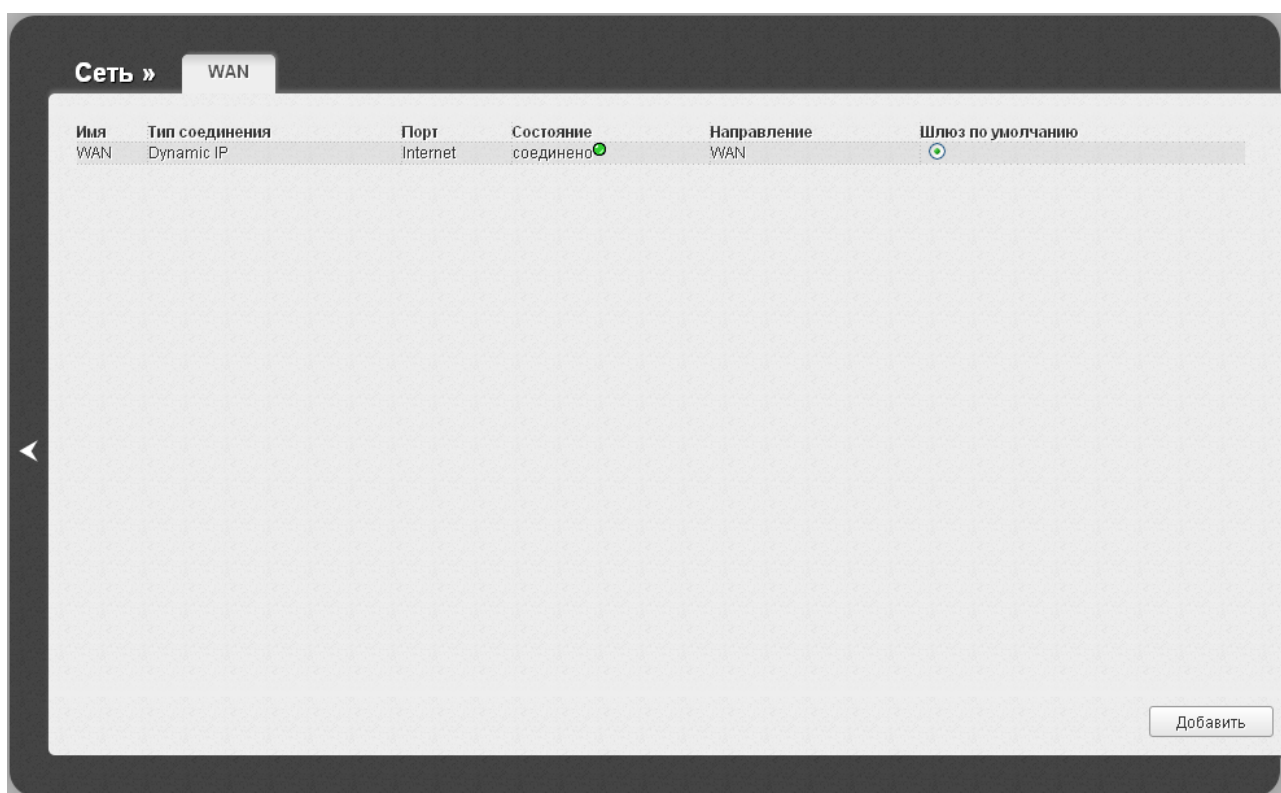 Сеть »
WAN
Имя Тип соединения Порт Состояние Направление Шлюз по умолчанию
WAN Dynamic IP Internet соединено WAN
Добавить